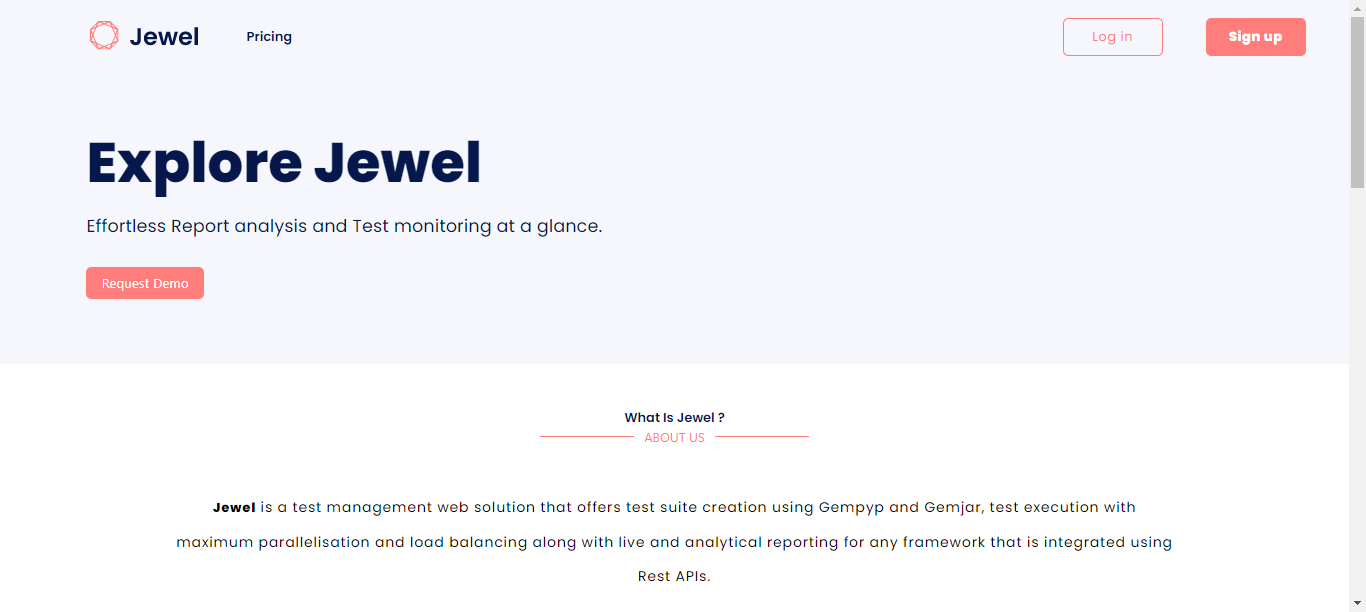 Jewel
Pricing
Log in
Sign up
Explore Jewel
Effortless Report analysis and Test monitoring at a glance.
Request Demo
What Is Jewel ?
ABOUT US
Jewel is a test management web solution that offers test suite creation using Gempyp and Gemjar, test execution with
maximum parallelisation and load balancing along with live and analytical reporting for any framework that is integrated using
Rest APIs.